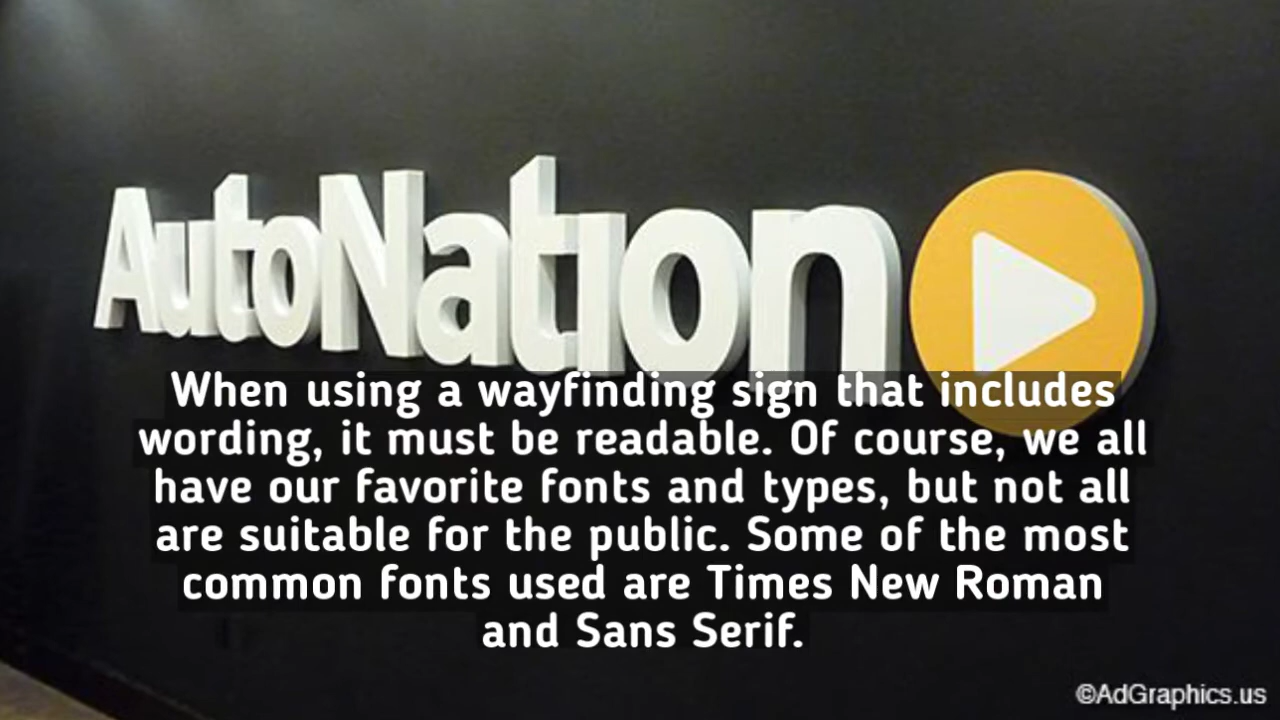 AutoNation
When using a wayfinding sign that includes
wording, it must be readable. Of course, we all
have our favorite fonts and types, but not all
are suitable for the public. Some of the most
common fonts used are Times New Roman
and Sans Serif.
©AdGraphics.us